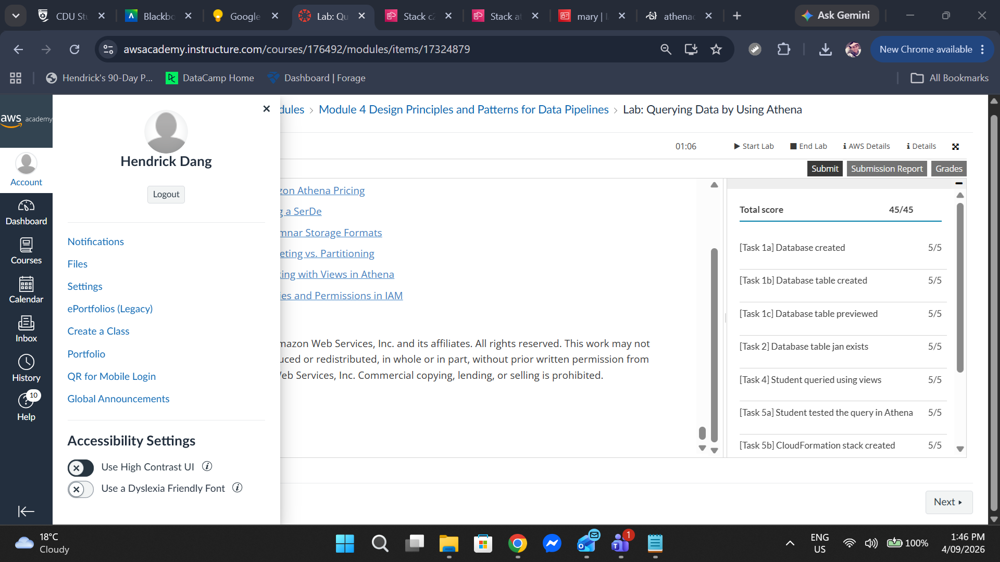 CDU St
Blackbo
Google
Lab: Qu
Stack c2
Stack at
mary | L
athenac
Ask Gemini
awsacademy.instructure.com/courses/176492/modules/items/17324879
New Chrome available
Hendrick's 90-Day P...
DataCamp Home
Dashboard | Forage
All Bookmarks
aws academy
Account
Dashboard
Courses
Calendar
Inbox
History
10
Help
Hendrick Dang
Logout
Notifications
Files
Settings
ePortfolios (Legacy)
Create a Class
Portfolio
QR for Mobile Login
Global Announcements
Accessibility Settings
Use High Contrast UI
Use a Dyslexia Friendly Font
dules > Module 4 Design Principles and Patterns for Data Pipelines > Lab: Querying Data by Using Athena
01:06
Start Lab
End Lab
AWS Details
Details
Submit
Submission Report
Grades
zon Athena Pricing
g a SerDe
mnar Storage Formats
eting vs. Partitioning
king with Views in Athena
ies and Permissions in IAM
mazon Web Services, Inc. and its affiliates. All rights reserved. This work may not
uced or redistributed, in whole or in part, without prior written permission from
Web Services, Inc. Commercial copying, lending, or selling is prohibited.
Total score 45/45
[Task 1a] Database created 5/5
[Task 1b] Database table created 5/5
[Task 1c] Database table previewed 5/5
[Task 2] Database table jan exists 5/5
[Task 4] Student queried using views 5/5
[Task 5a] Student tested the query in Athena 5/5
[Task 5b] CloudFormation stack created 5/5
Next
18°C
Cloudy
1
ENG
US
100%
1:46 PM
4/09/2026